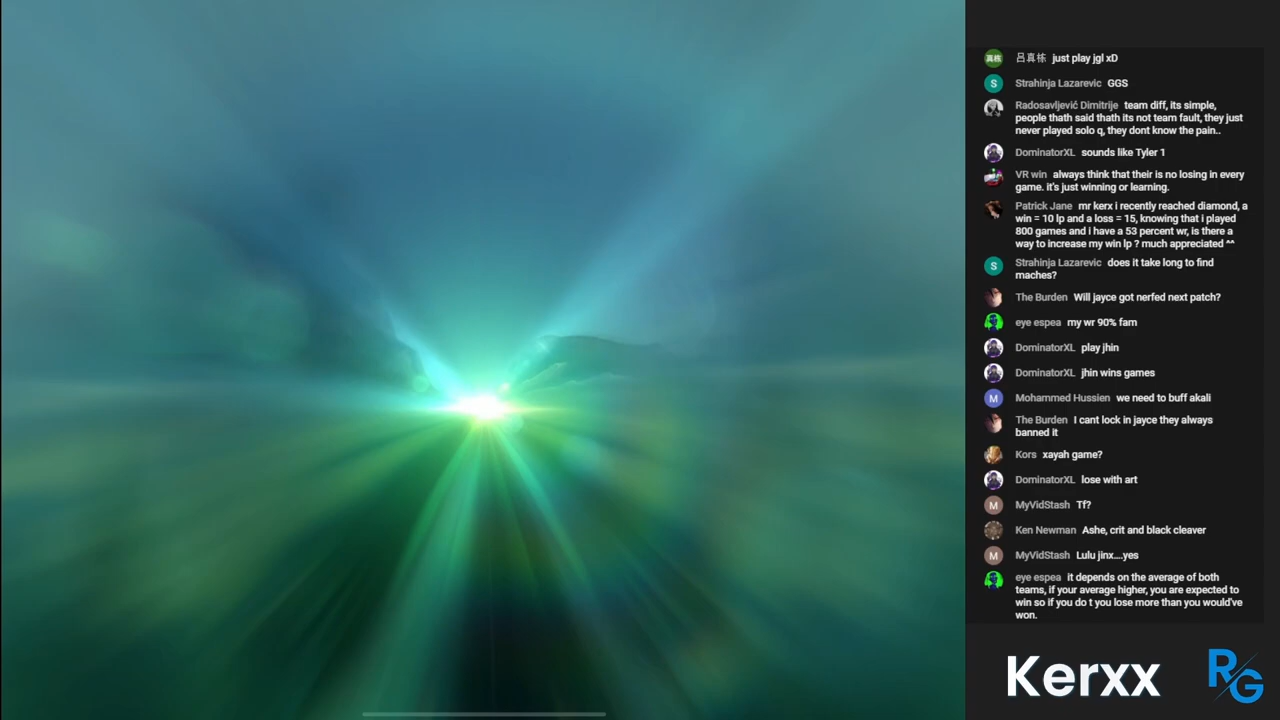 呂真栋 just play jgl xD
Strahinja Lazarevic GGS
Radosavljević Dimitrije team diff, its simple,
people thath said thath its not team fault, they just
never played solo q, they dont know the pain..
DominatorXL sounds like Tyler 1
VR win always think that their is no losing in every
game. it's just winning or learning.
Patrick Jane mr kerx i recently reached diamond, a
win = 10 lp and a loss = 15, knowing that i played
800 games and i have a 53 percent wr, is there a
way to increase my win lp ? much appreciated ^^
Strahinja Lazarevic does it take long to find
maches?
The Burden Will jayce got nerfed next patch?
eye espea my wr 90% fam
DominatorXL play jhin
DominatorXL jhin wins games
M Mohammed Hussien we need to buff akali
The Burden I cant lock in jayce they always
banned it
Kors xayah game?
DominatorXL lose with art
M MyVidStash Tf?
Ken Newman Ashe, crit and black cleaver
M MyVidStash Lulu jinx....yes
eye espea it depends on the average of both
teams, if your average higher, you are expected to
win so if you do t you lose more than you would've
won.
Kerxx RG